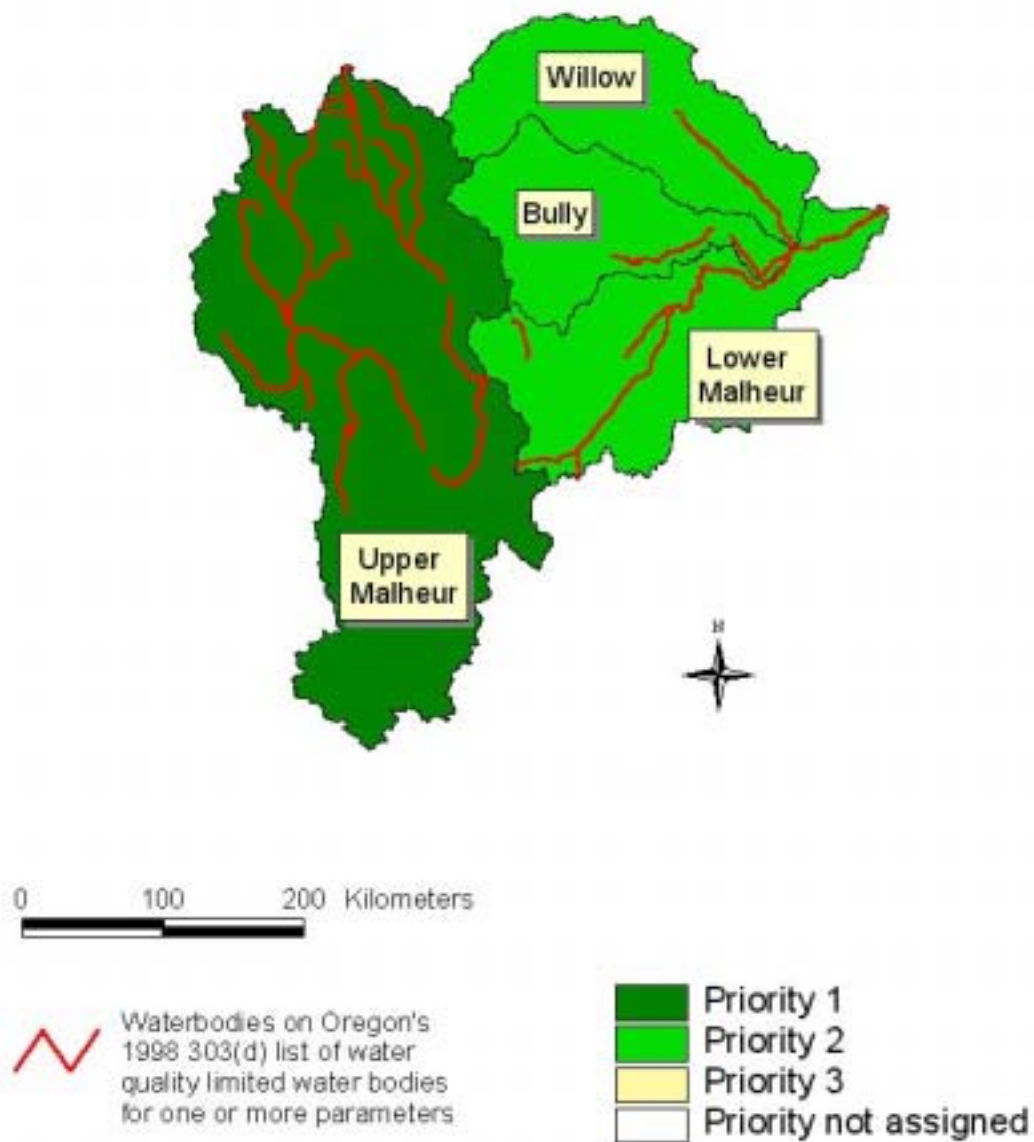 Willow
Bully
Lower
Malheur
Upper
Malheur
N
0 100 200 Kilometers
Waterbodies on Oregon's
1998 303(d) list of water
quality limited water bodies
for one or more parameters
Priority 1
Priority 2
Priority 3
Priority not assigned